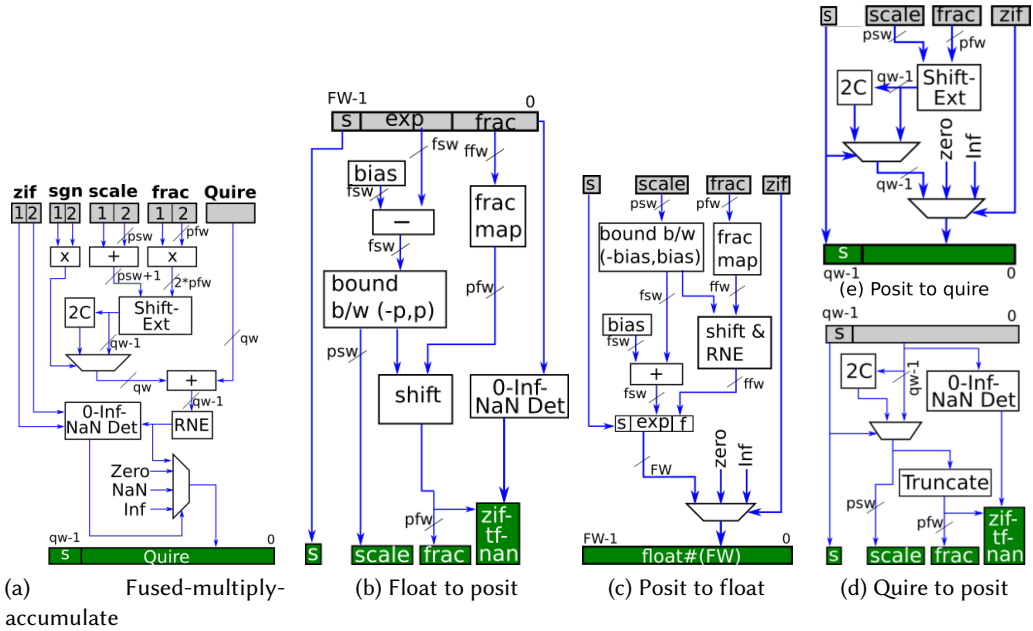 zif sgn scale frac Quire
1 2 1 2 1 2 1 2
psw pfw
x + x
psw+1 2*pfw
2C Shift-
Ext
qw-1 qw
qw +
qw-1
0-Inf-
NaN Det RNE
Zero
NaN
Inf
qw-1 0
s Quire
(a) Fused-multiply-
accumulate
FW-1 0
s exp frac
fsw ffw
bias
fsw
−
frac
map
fsw
bound
b/w (-p,p)
pfw
psw
shift
0-Inf-
NaN Det
pfw
zif-
tf-
nan
s scale frac
(b) Float to posit
s scale frac zif
psw pfw
bound b/w
(-bias,bias)
frac
map
fsw ffw
bias
fsw
shift &
RNE
+
fsw ffw
s exp f
FW
zero
Inf
FW-1 0
float#(FW)
(c) Posit to float
s scale frac zif
psw pfw
2C qw-1 Shift-
Ext
zero
Inf
qw-1
s
qw-1 0
(e) Posit to quire
qw-1 0
s
2C
qw-1
0-Inf-
NaN Det
Truncate
psw
pfw
zif-
tf-
nan
s scale frac
(d) Quire to posit